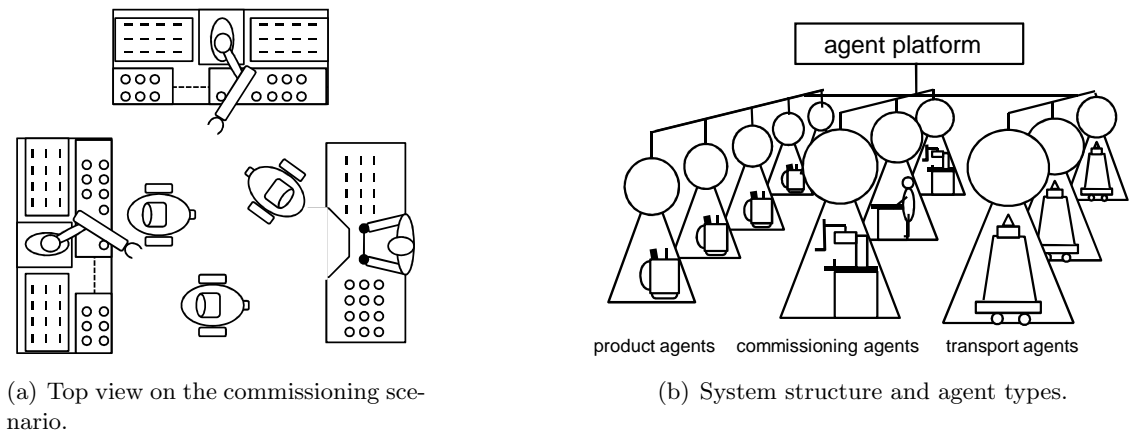 agent platform
product agents commissioning agents transport agents
(a) Top view on the commissioning sce-
nario.
(b) System structure and agent types.